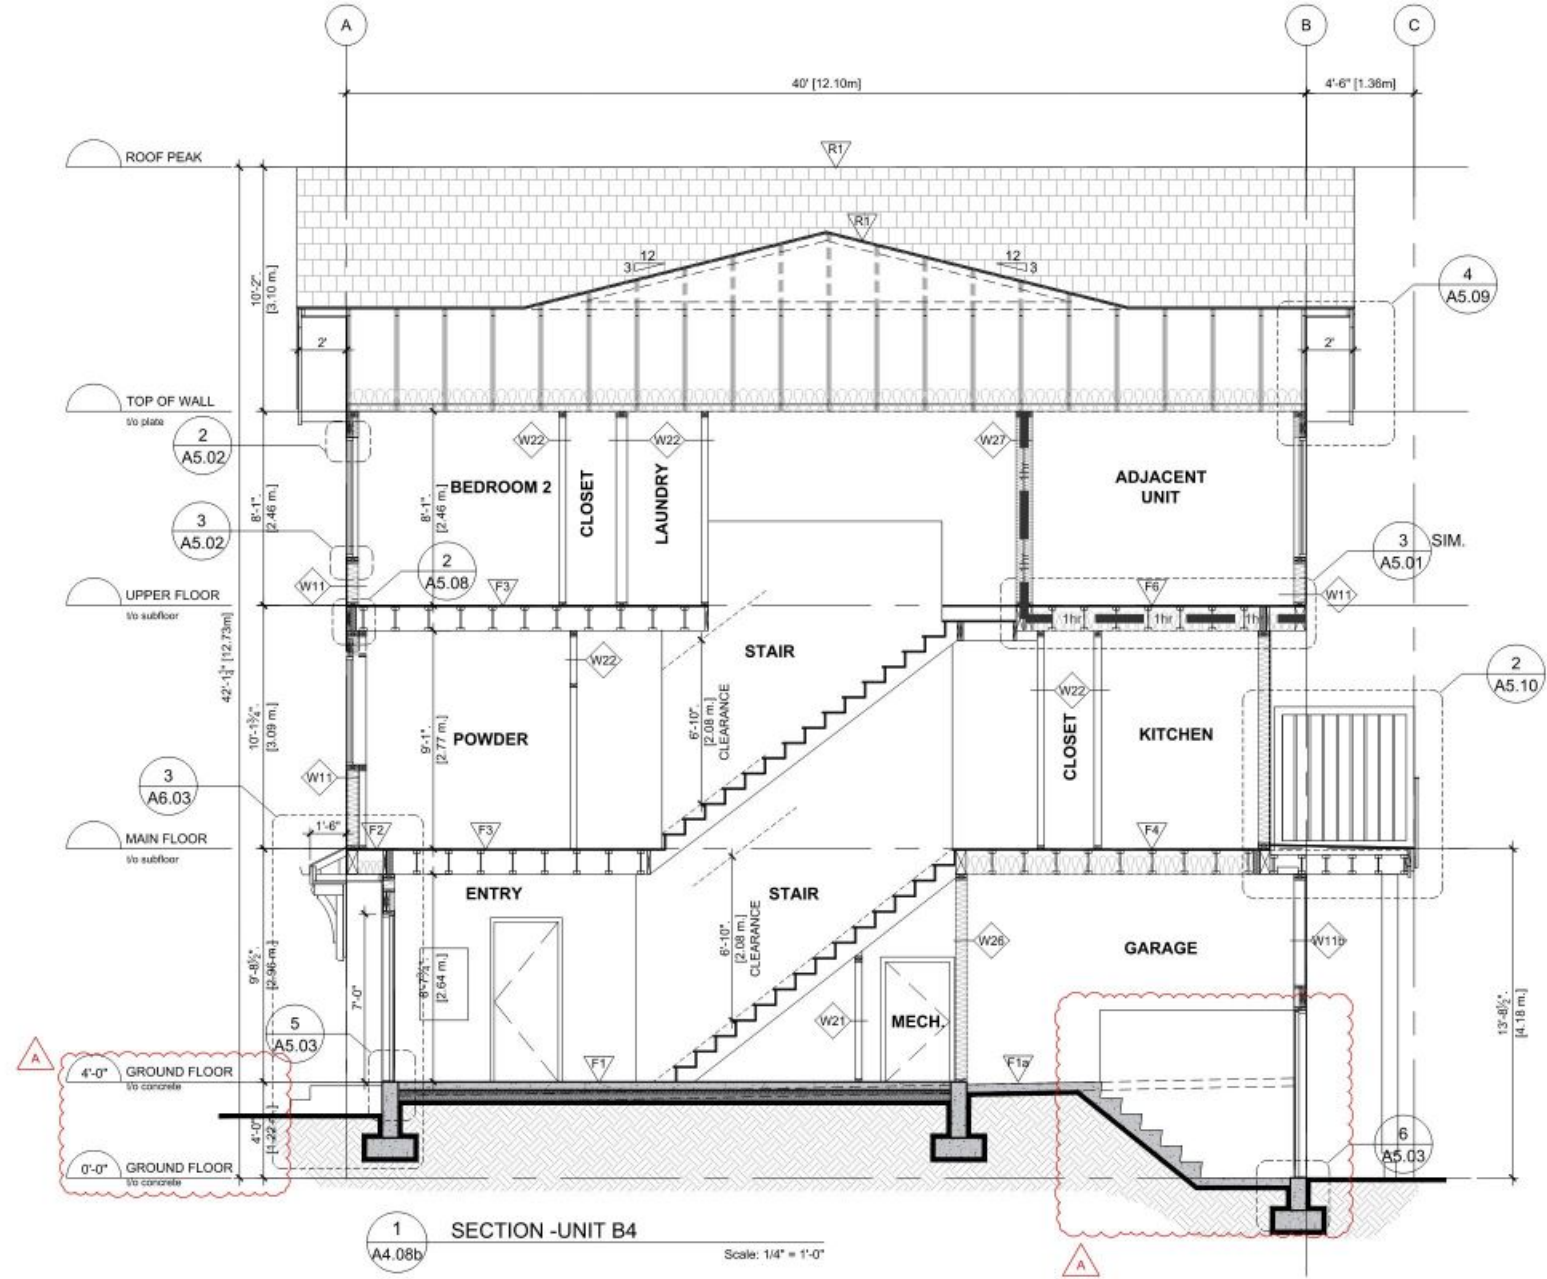 A
B
C
40' [12.10m]
4'-6" [1.36m]
ROOF PEAK
R1
R1
12
3
12
3
10'-2"
[3.10 m.]
4
A5.09
2'
2'
TOP OF WALL
t/o plate
2
A5.02
W22
W22
W27
1hr
BEDROOM 2
CLOSET
LAUNDRY
ADJACENT
UNIT
8'-1"
[2.46 m.]
8'-1"
[2.46 m.]
3
A5.02
3
A5.01
SIM.
2
A5.08
1hr
W11
F3
F6
W11
UPPER FLOOR
t/o subfloor
1hr
1hr
1h
STAIR
W22
42'-1¾" [12.73m]
2
A5.10
W22
10'-1¾"
[3.09 m.]
9'-1"
[2.77 m.]
6'-10"
[2.08 m.]
CLEARANCE
POWDER
CLOSET
KITCHEN
W11
3
A6.03
1'-6"
F2
F3
F4
MAIN FLOOR
t/o subfloor
ENTRY
STAIR
6'-10"
[2.08 m.]
CLEARANCE
W26
GARAGE
W11b
9'-8½"
[2.96 m.]
8'-7¾"
[2.64 m.]
7'-0"
13'-8½"
[4.18 m.]
W21
MECH.
5
A5.03
A
F1
F1a
4'-0"
GROUND FLOOR
t/o concrete
4'-0"
[1.22 m.]
6
A5.03
0'-0"
GROUND FLOOR
t/o concrete
1
A4.08b
SECTION -UNIT B4
Scale: 1/4" = 1'-0"
A